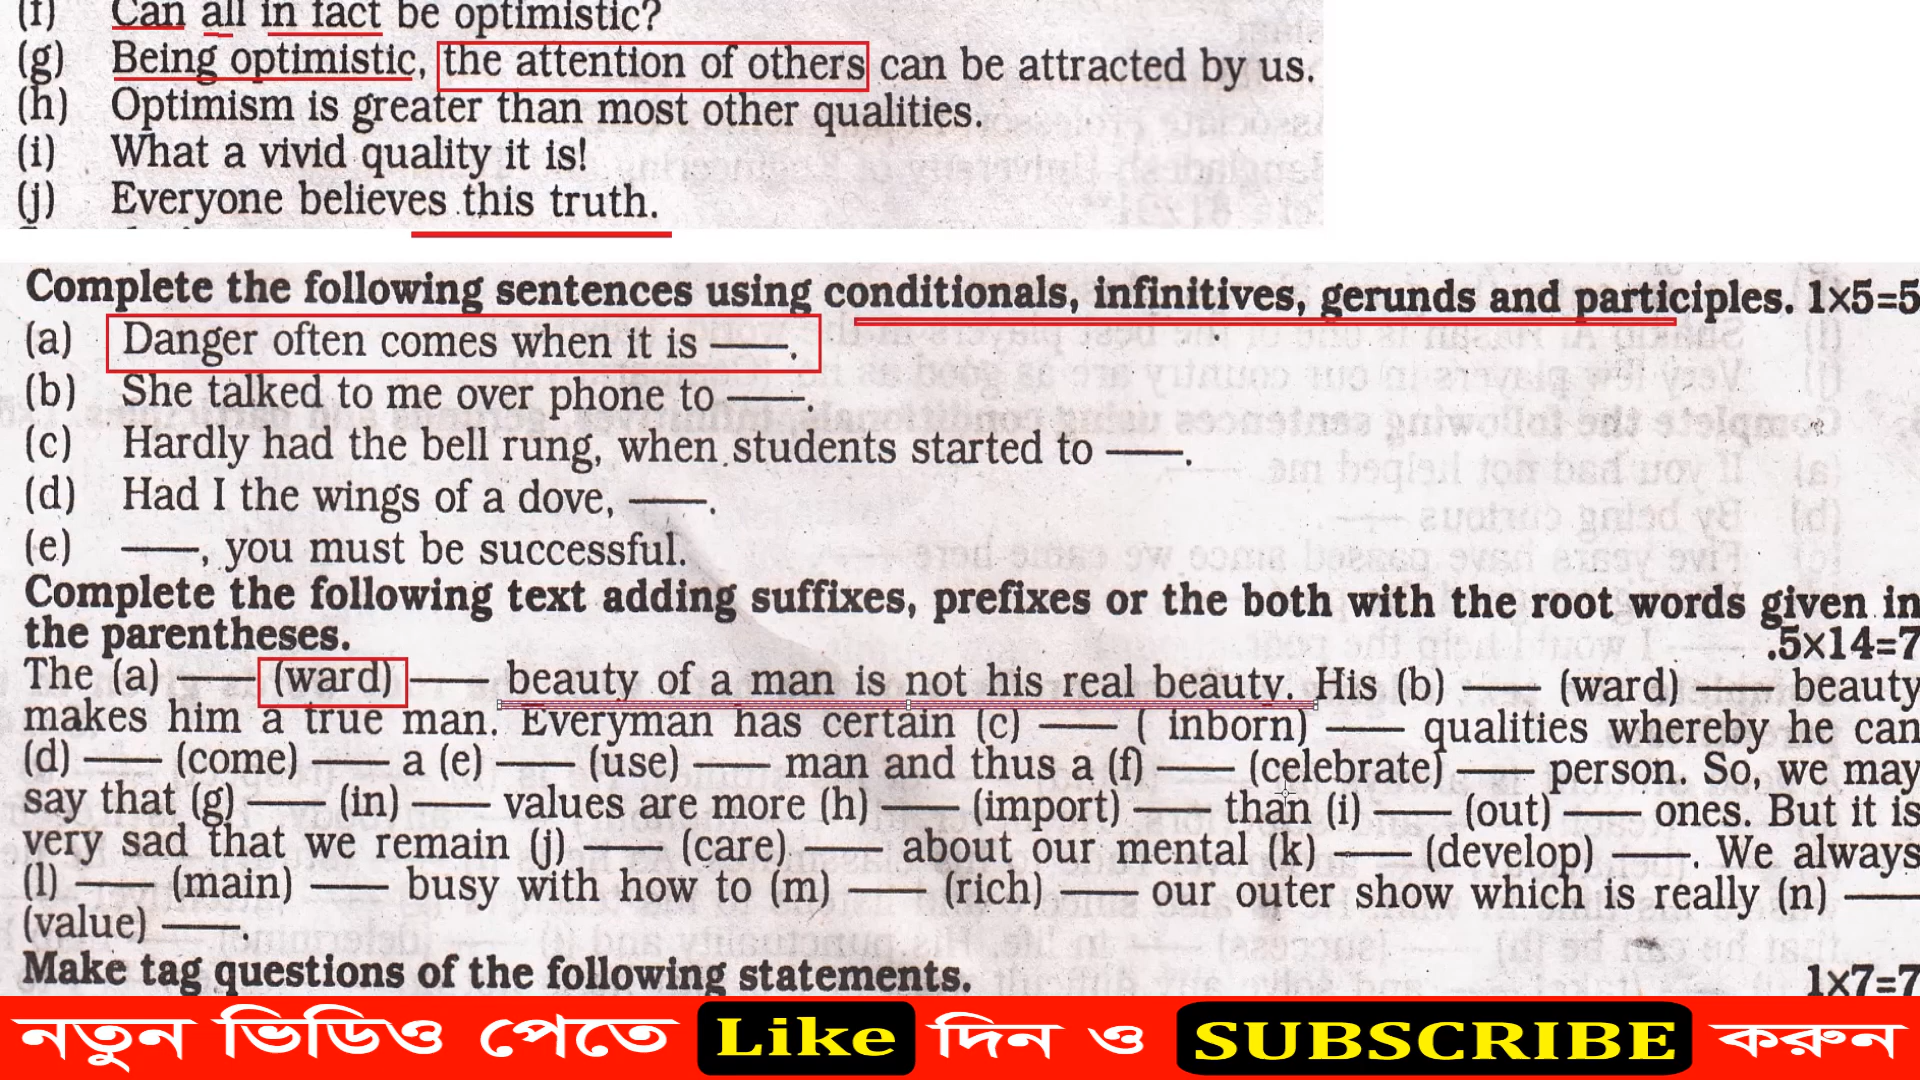 (f) Can all in fact be optimistic?
(g) Being optimistic, the attention of others can be attracted by us.
(h) Optimism is greater than most other qualities.
(i) What a vivid quality it is!
(j) Everyone believes this truth.
Complete the following sentences using conditionals, infinitives, gerunds and participles. 1×5=5
(a) Danger often comes when it is ——.
(b) She talked to me over phone to ——.
(c) Hardly had the bell rung, when students started to ——.
(d) Had I the wings of a dove, ——.
(e) ——, you must be successful.
Complete the following text adding suffixes, prefixes or the both with the root words given in
the parentheses. .5×14=7
The (a) —— (ward) —— beauty of a man is not his real beauty. His (b) —— (ward) —— beauty
makes him a true man. Everyman has certain (c) —— ( inborn) —— qualities whereby he can
(d) —— (come) —— a (e) —— (use) —— man and thus a (f) —— (celebrate) —— person. So, we may
say that (g) —— (in) —— values are more (h) —— (import) —— than (i) —— (out) —— ones. But it is
very sad that we remain (j) —— (care) —— about our mental (k) —— (develop) ——. We always
(l) —— (main) —— busy with how to (m) —— (rich) —— our outer show which is really (n) ——
(value) ——.
Make tag questions of the following statements. 1×7=7
নতুন ভিডিও পেতে Like দিন ও SUBSCRIBE করুন